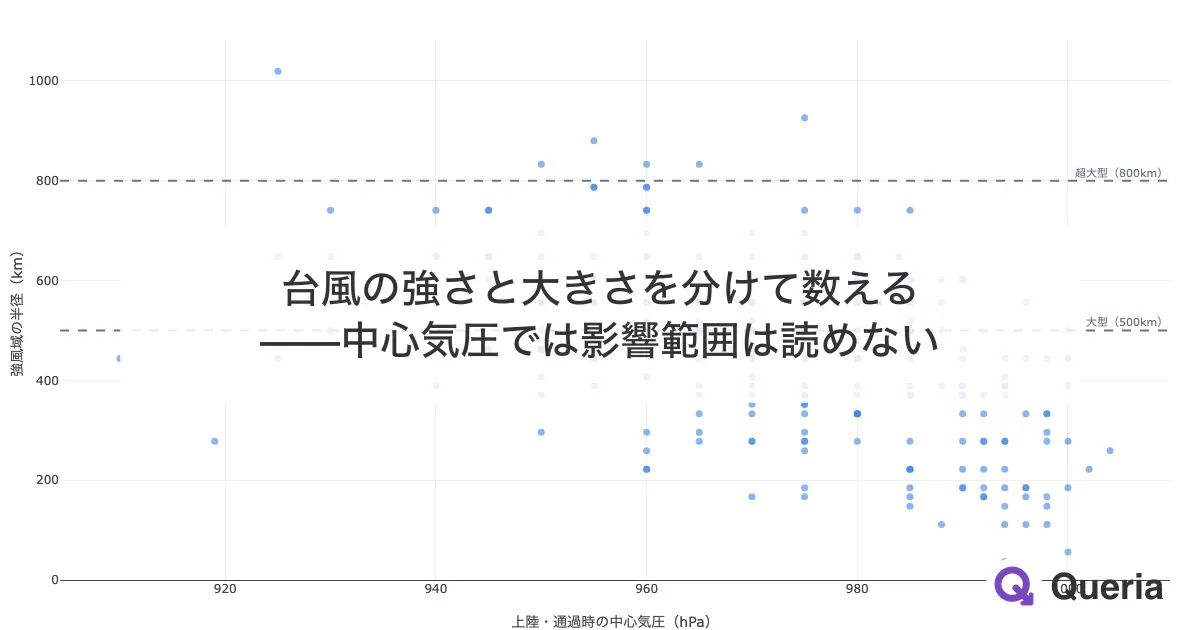 1000
800
超大型（800km）
600
台風の強さと大きさを分けて数える
大型（500km）
——中心気圧では影響範囲は読めない
強風域の半径（km）
400
200
0
920
940
960
980
Queria
上陸・通過時の中心気圧（hPa）